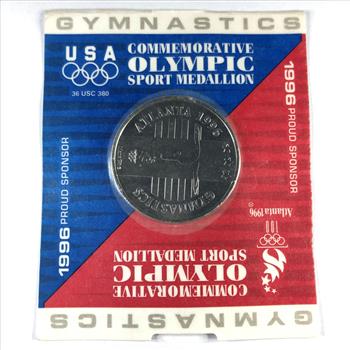 GYMNASTICS
USA
36 USC 380
COMMEMORATIVE
OLYMPIC
SPORT MEDALLION
1996 PROUD SPONSOR
1996 PROUD SPONSOR
ATLANTA 1996
GYMNASTICS
Atlanta 1996
COMMEMORATIVE
OLYMPIC
SPORT MEDALLION
GYMNASTICS